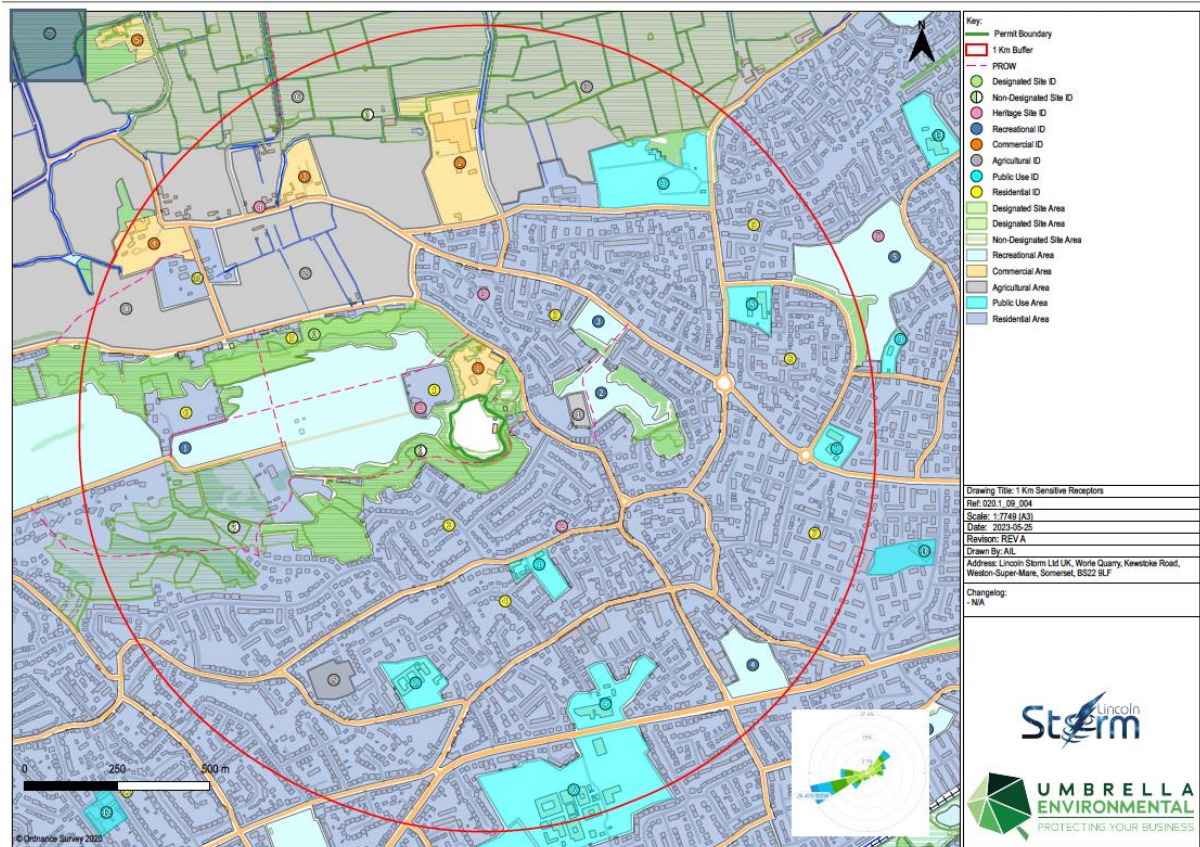 N
Key:
Permit Boundary
1 Km Buffer
PROW
Designated Site ID
Non-Designated Site ID
Heritage Site ID
Recreational ID
Commercial ID
Agricultural ID
Public Use ID
Residential ID
Designated Site Area
Designated Site Area
Non-Designated Site Area
Recreational Area
Commercial Area
Agricultural Area
Public Use Area
Residential Area
Drawing Title: 1 Km Sensitive Receptors
Ref: 020.1_09_004
Scale: 1:7749 (A3)
Date: 2023-05-25
Revison: REV A
Drawn By: AIL
Address: Lincoln Storm Ltd UK, Worle Quarry, Kewstoke Road,
Weston-Super-Mare, Somerset, BS22 9LF
Changelog:
- N/A
Lincoln
Storm
UMBRELLA
ENVIRONMENTAL
PROTECTING YOUR BUSINESS
0 250 500 m
© Ordnance Survey 2020